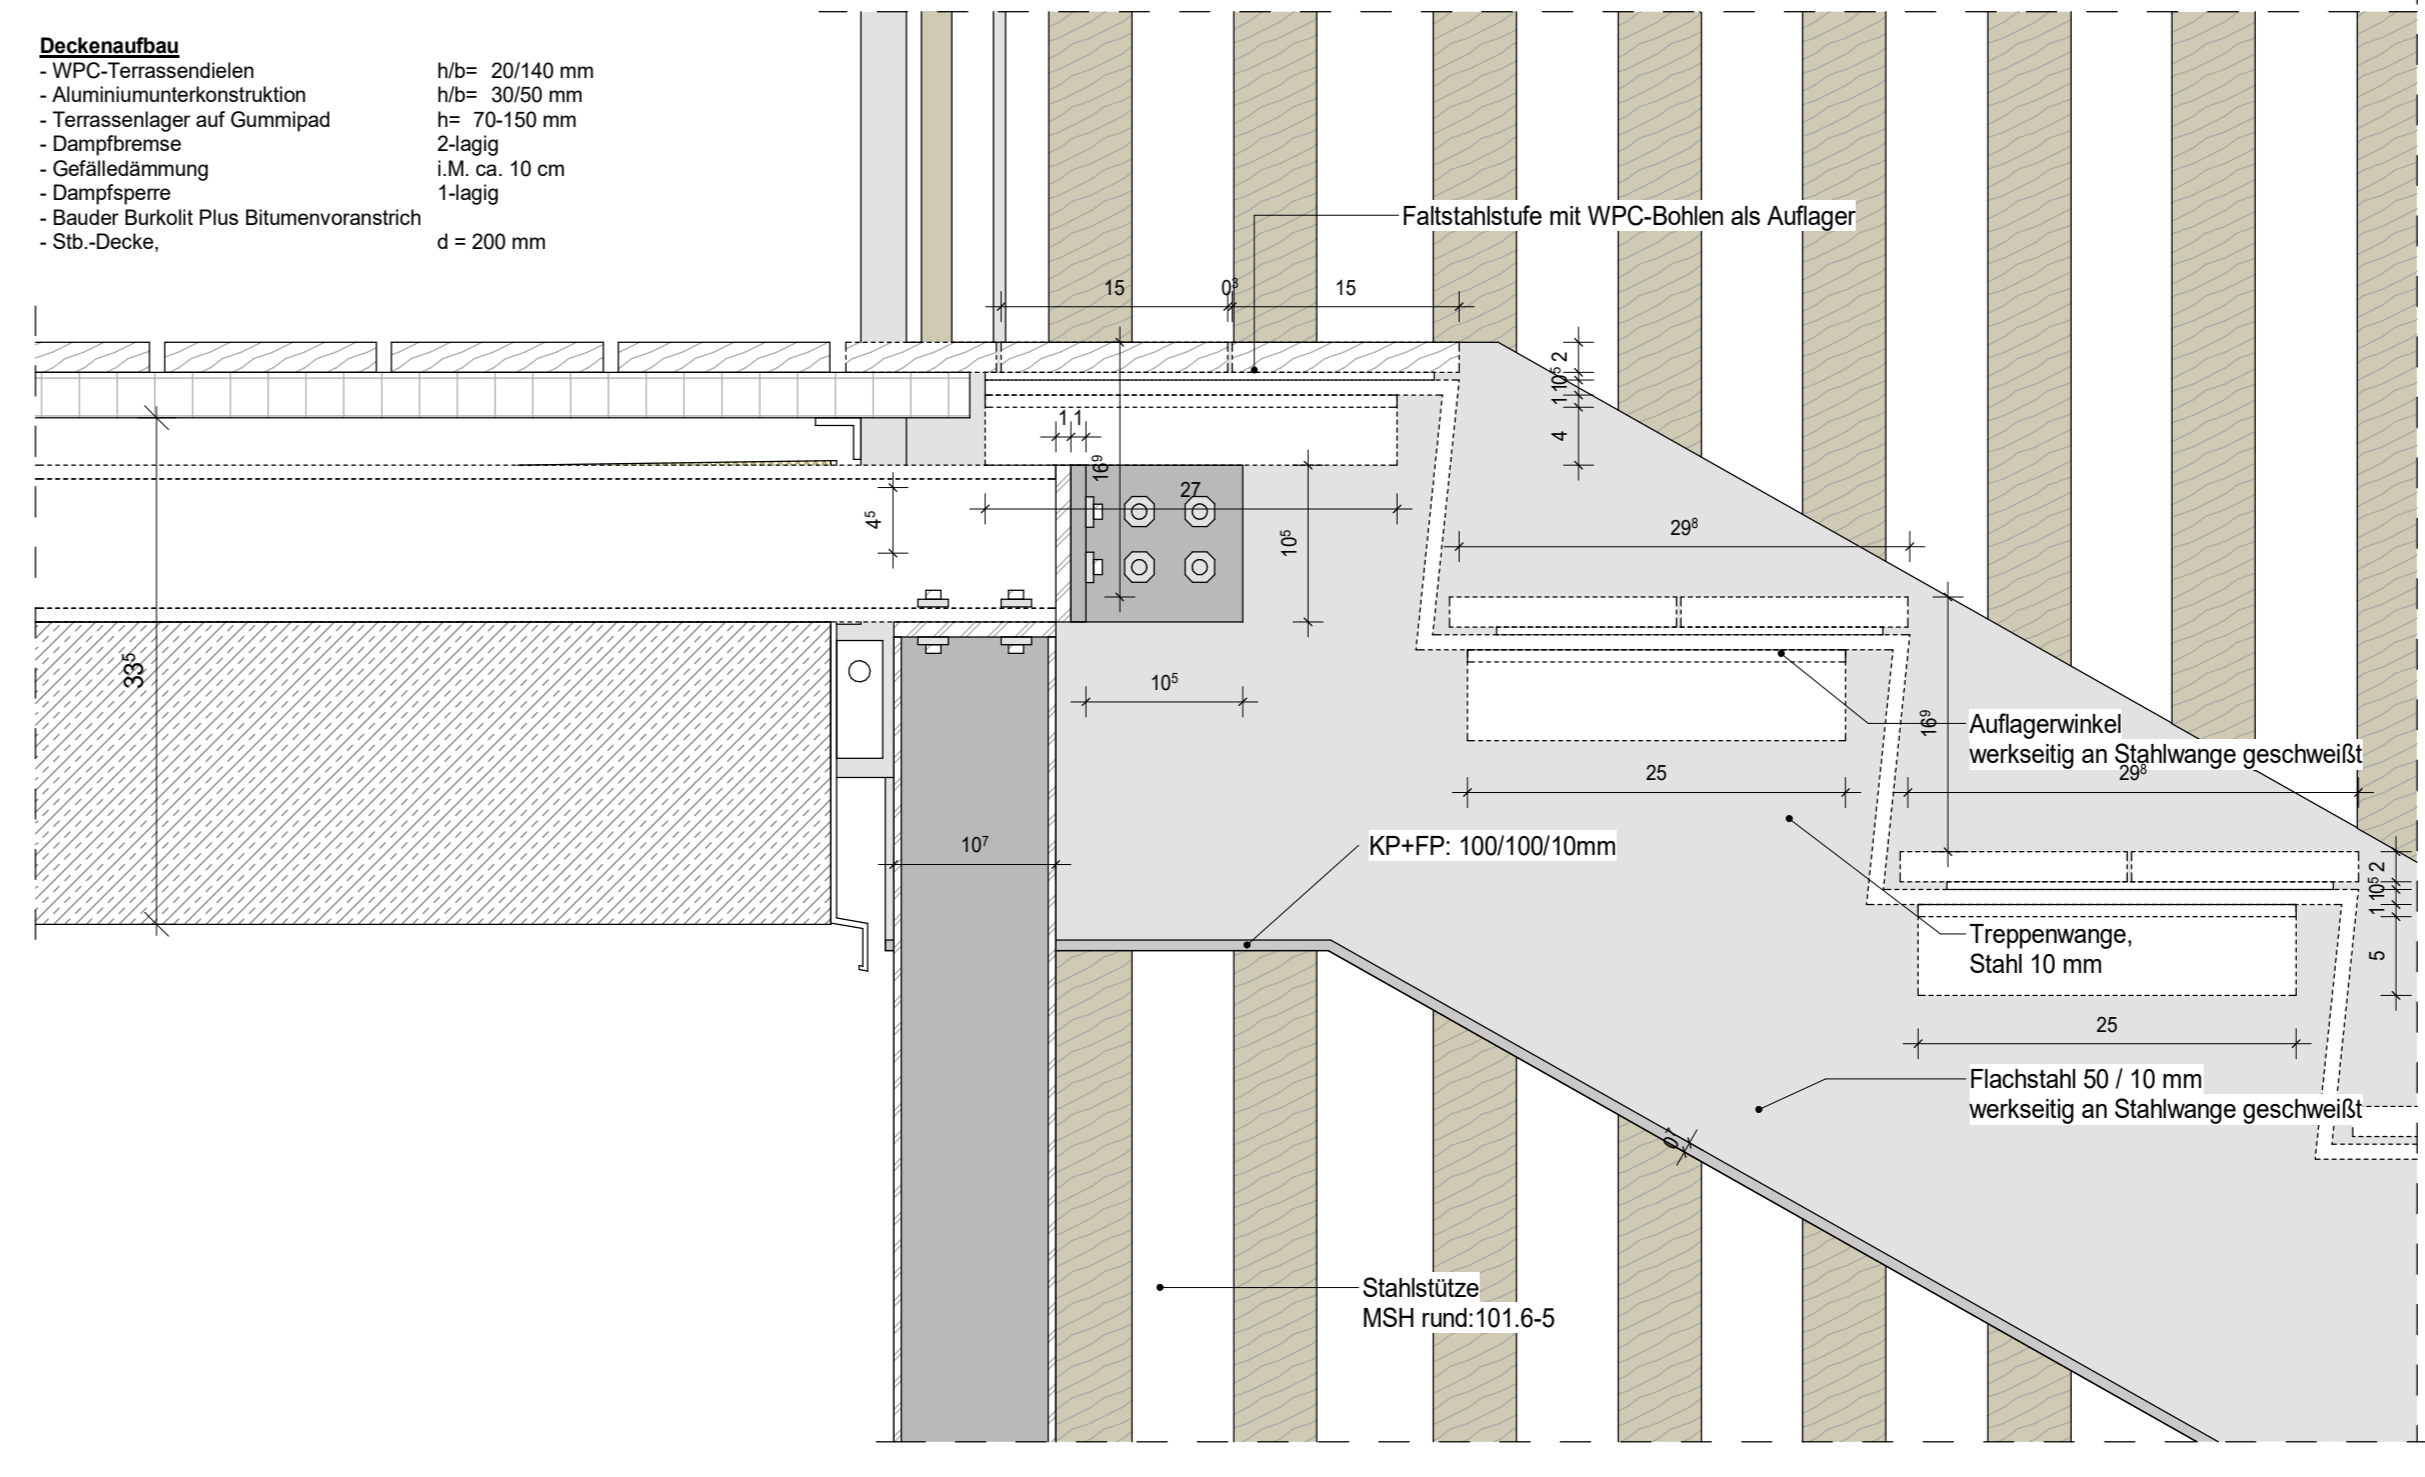 Deckenaufbau
- WPC-Terrassendielen h/b= 20/140 mm
- Aluminiumunterkonstruktion h/b= 30/50 mm
- Terrassenlager auf Gummipad h= 70-150 mm
- Dampfbremse 2-lagig
- Gefälledämmung i.M. ca. 10 cm
- Dampfsperre 1-lagig
- Bauder Burkolit Plus Bitumenvoranstrich
- Stb.-Decke, d = 200 mm
Faltstahlstufe mit WPC-Bohlen als Auflager
15 0³ 15
2
1 0⁵
4
1 1
16⁹
27
4⁵
10⁵
29⁸
33⁵
10⁵
Auflagerwinkel
werkseitig an Stahlwange geschweißt
16⁹
25
29⁸
10⁷
KP+FP: 100/100/10mm
2
1 0⁵
5
Treppenwange,
Stahl 10 mm
25
Flachstahl 50 / 10 mm
werkseitig an Stahlwange geschweißt
0⁷
Stahlstütze
MSH rund:101.6-5